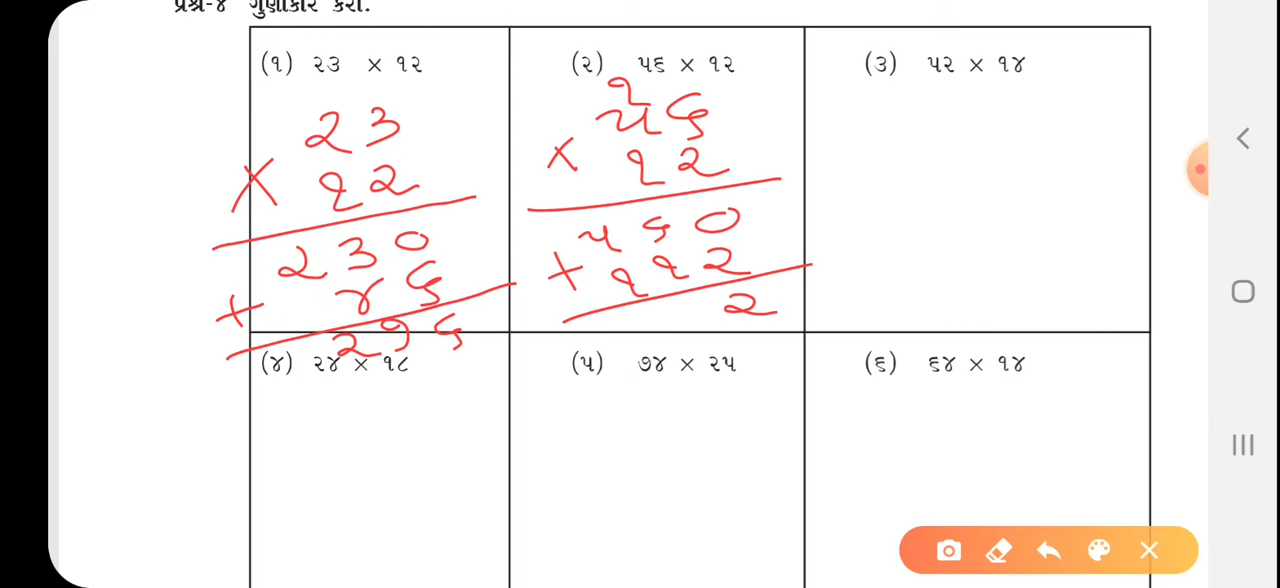 પ્રશ્ન-૪ ગુણાકાર કરો.
(૧) ૨૩ × ૧૨
૨૩
× ૧૨
૨૩૦
+ ૪૬
૨૭૬
(૨) ૫૬ × ૧૨
૧
૫૬
× ૧૨
૫૬૦
+ ૧૧૨
૨
(૩) ૫૨ × ૧૪
(૪) ૨૪ × ૧૮
(૫) ૭૪ × ૨૫
(૬) ૬૪ × ૧૪